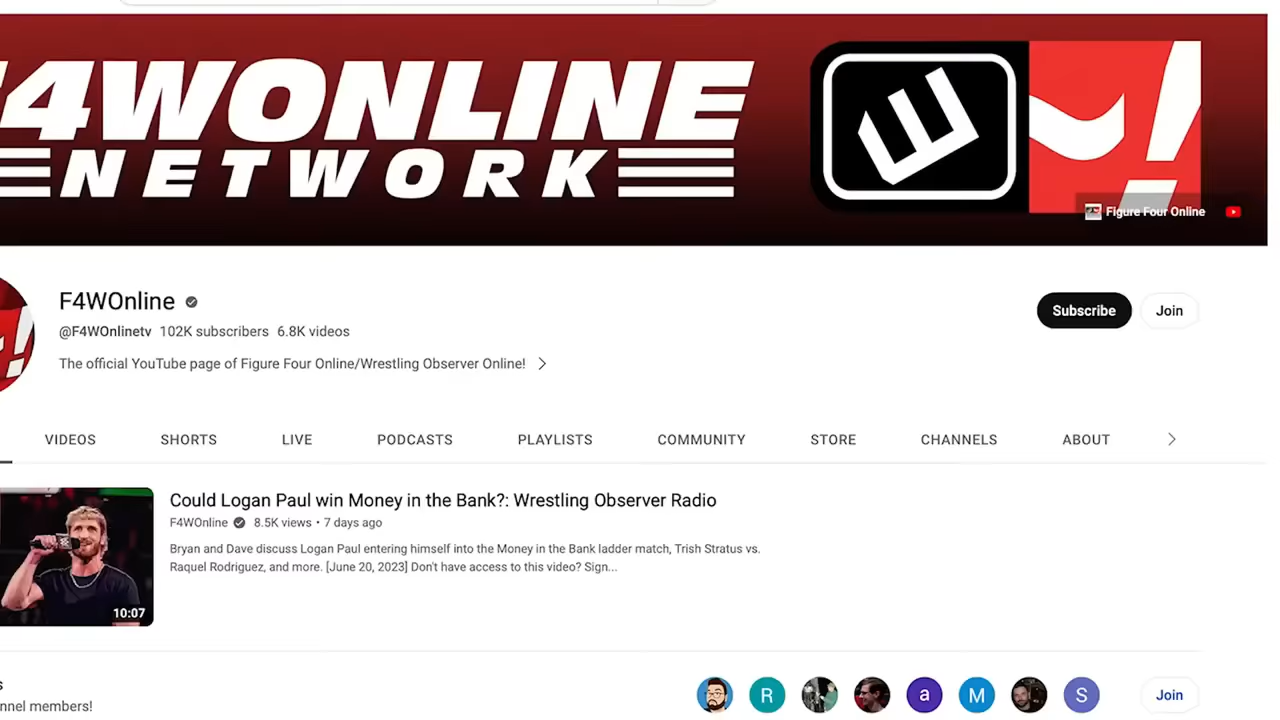 F4WONLINE
NETWORK
Figure Four Online
F4WOnline
@F4WOnlinetv 102K subscribers 6.8K videos
The official YouTube page of Figure Four Online/Wrestling Observer Online!
Subscribe
Join
VIDEOS SHORTS LIVE PODCASTS PLAYLISTS COMMUNITY STORE CHANNELS ABOUT
Could Logan Paul win Money in the Bank?: Wrestling Observer Radio
F4WOnline 8.5K views • 7 days ago
Bryan and Dave discuss Logan Paul entering himself into the Money in the Bank ladder match, Trish Stratus vs.
Raquel Rodriguez, and more. [June 20, 2023] Don't have access to this video? Sign...
10:07
R a M S
Join
nnel members!